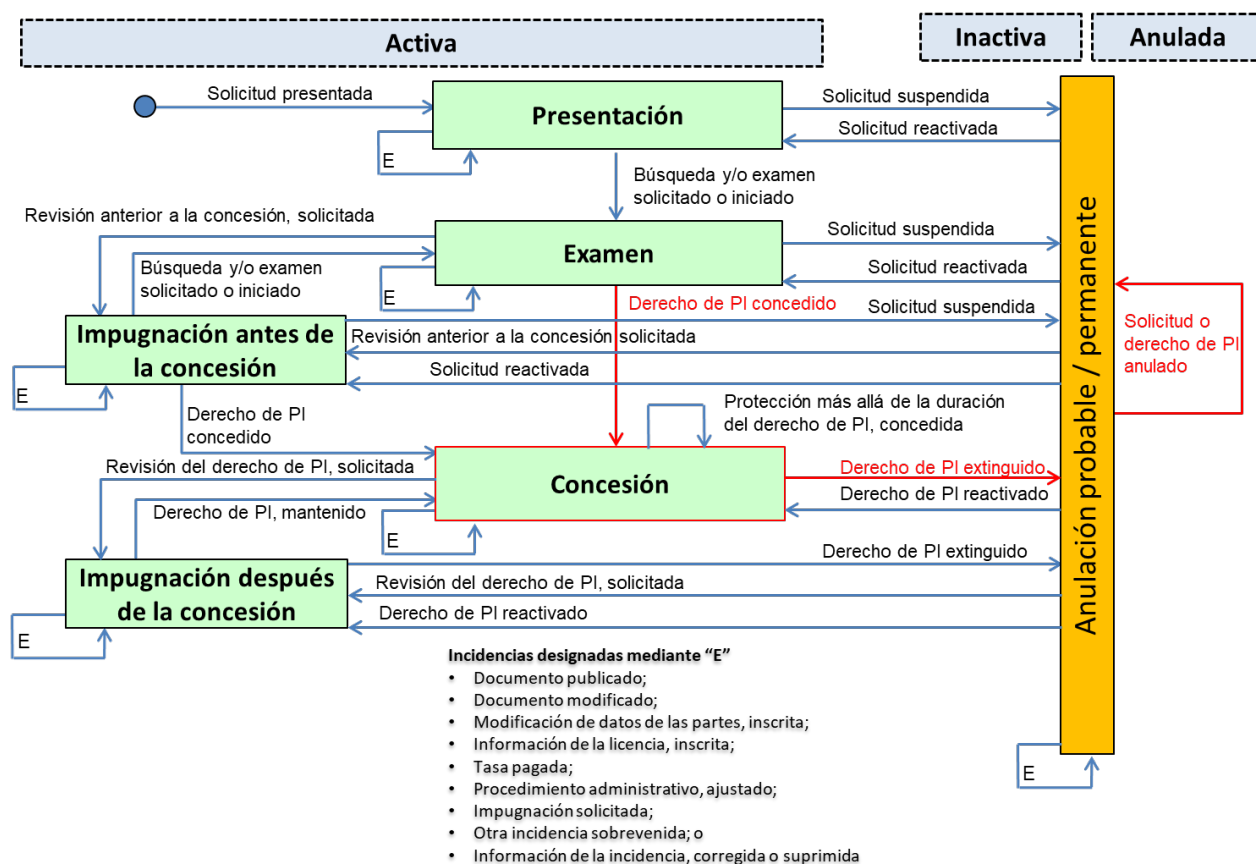 Activa
Inactiva
Anulada
Solicitud presentada
Presentación
Solicitud suspendida
Solicitud reactivada
E
Búsqueda y/o examen
solicitado o iniciado
Revisión anterior a la concesión, solicitada
Examen
Solicitud suspendida
Solicitud reactivada
Búsqueda y/o examen
solicitado o iniciado
E
Derecho de PI concedido
Solicitud suspendida
Impugnación antes de
la concesión
Revisión anterior a la concesión solicitada
Solicitud reactivada
E
Solicitud o
derecho de PI
anulado
Anulación probable / permanente
Derecho de PI
concedido
Protección más allá de la duración
del derecho de PI, concedida
Revisión del derecho de PI, solicitada
Concesión
Derecho de PI extinguido
Derecho de PI reactivado
Derecho de PI, mantenido
E
Derecho de PI extinguido
Impugnación después
de la concesión
Revisión del derecho de PI, solicitada
Derecho de PI reactivado
E
Incidencias designadas mediante “E”
• Documento publicado;
• Documento modificado;
• Modificación de datos de las partes, inscrita;
• Información de la licencia, inscrita;
• Tasa pagada;
• Procedimiento administrativo, ajustado;
• Impugnación solicitada;
• Otra incidencia sobrevenida; o
• Información de la incidencia, corregida o suprimida
E